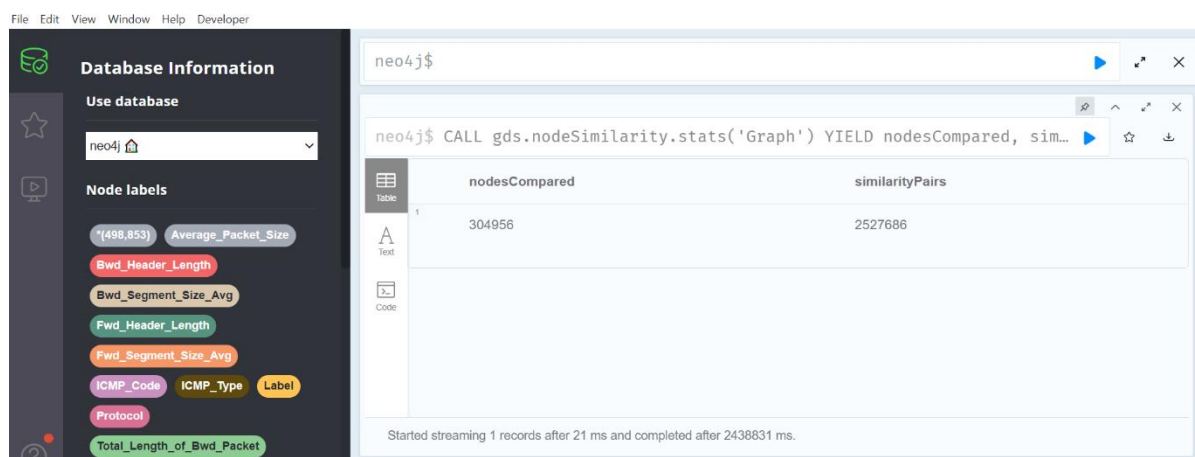 File Edit View Window Help Developer
Database Information
Use database
neo4j
Node labels
*(498,853) Average_Packet_Size
Bwd_Header_Length
Bwd_Segment_Size_Avg
Fwd_Header_Length
Fwd_Segment_Size_Avg
ICMP_Code ICMP_Type Label
Protocol
Total_Length_of_Bwd_Packet
neo4j$
neo4j$ CALL gds.nodeSimilarity.stats('Graph') YIELD nodesCompared, sim…
Table
Text
Code
nodesCompared similarityPairs
1
304956 2527686
Started streaming 1 records after 21 ms and completed after 2438831 ms.